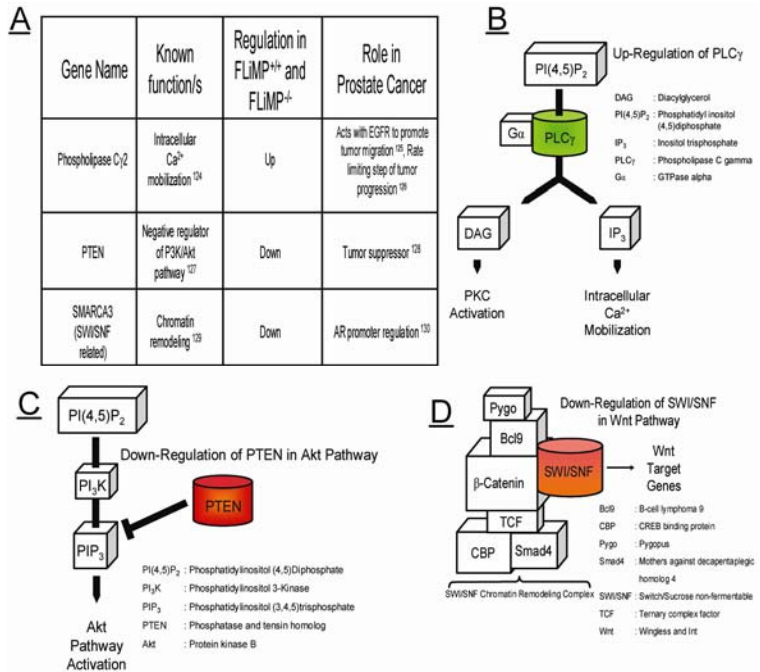 A
Gene Name
Known
function/s
Regulation in
FLiMP+/+ and
FLiMP-/-
Role in
Prostate Cancer
Phospholipase Cγ2
Intracellular
Ca2+
mobilization 124
Up
Acts with EGFR to promote
tumor migration 125, Rate
limiting step of tumor
progression 126
PTEN
Negative regulator
of P3K/Akt
pathway 127
Down
Tumor suppressor 128
SMARCA3
(SWI/SNF
related)
Chromatin
remodeling 129
Down
AR promoter regulation 130
B
Up-Regulation of PLCγ
PI(4,5)P2
Gα
PLCγ
DAG
IP3
PKC
Activation
Intracellular
Ca2+
Mobilization
DAG : Diacylglycerol
PI(4,5)P2 : Phosphatidyl inositol
(4,5)diphosphate
IP3 : Inositol trisphosphate
PLCγ : Phospholipase C gamma
Gα : GTPase alpha
C
PI(4,5)P2
Down-Regulation of PTEN in Akt Pathway
PI3K
PTEN
PIP3
Akt
Pathway
Activation
PI(4,5)P2 : Phosphatidylinositol (4,5)Diphosphate
PI3K : Phosphatidylinositol 3-Kinase
PIP3 : Phosphatidylinositol (3,4,5)trisphosphate
PTEN : Phosphatase and tensin homolog
Akt : Protein kinase B
D
Down-Regulation of SWI/SNF
in Wnt Pathway
Pygo
Bcl9
β-Catenin
SWI/SNF
TCF
CBP
Smad4
Wnt
Target
Genes
SWI/SNF Chromatin Remodeling Complex
Bcl9 : B-cell lymphoma 9
CBP : CREB binding protein
Pygo : Pygopus
Smad4 : Mothers against decapentaplegic
homolog 4
SWI/SNF : Switch/Sucrose non-fermentable
TCF : Ternary complex factor
Wnt : Wingless and Int